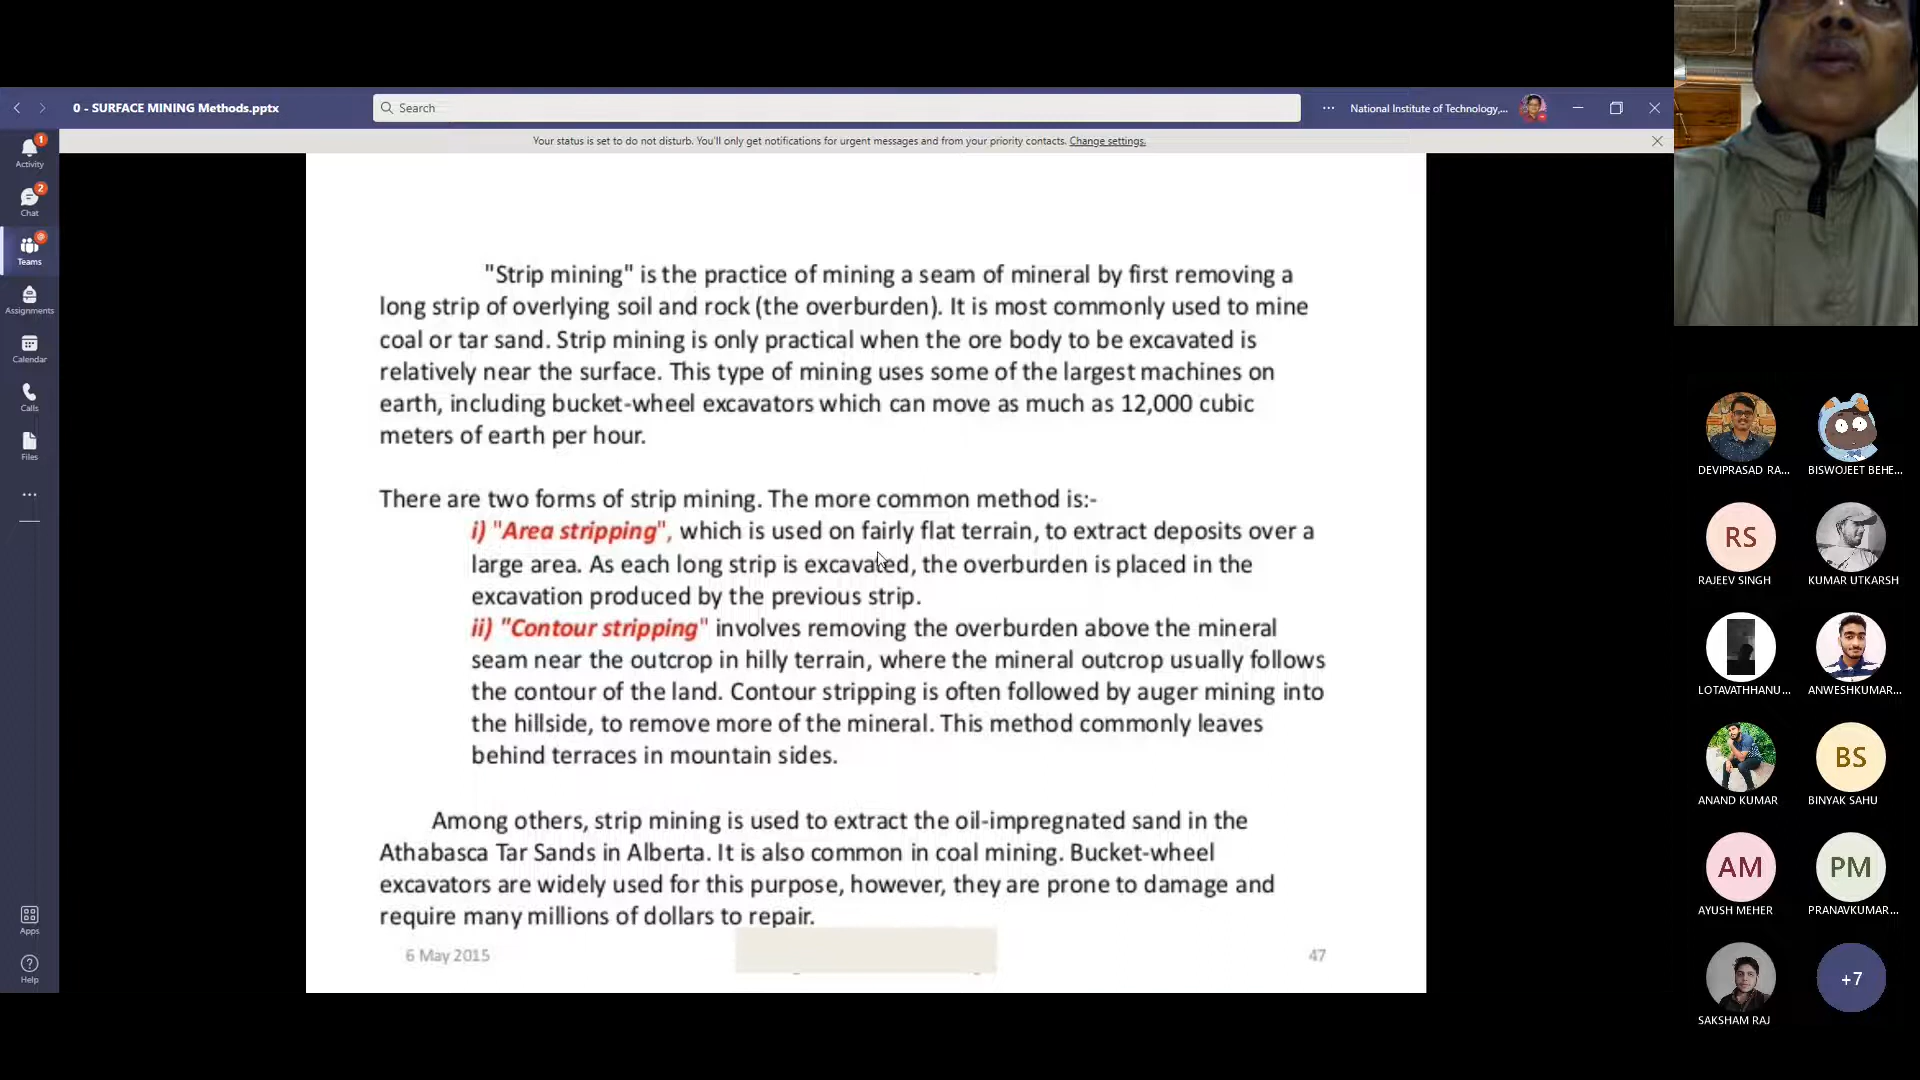 0 - SURFACE MINING Methods.pptx
Search
National Institute of Technology,...
Your status is set to do not disturb. You'll only get notifications for urgent messages and from your priority contacts. Change settings.
1
Activity
2
Chat
Teams
Assignments
Calendar
Calls
Files
Apps
Help
"Strip mining" is the practice of mining a seam of mineral by first removing a
long strip of overlying soil and rock (the overburden). It is most commonly used to mine
coal or tar sand. Strip mining is only practical when the ore body to be excavated is
relatively near the surface. This type of mining uses some of the largest machines on
earth, including bucket-wheel excavators which can move as much as 12,000 cubic
meters of earth per hour.
There are two forms of strip mining. The more common method is:-
i) "Area stripping", which is used on fairly flat terrain, to extract deposits over a
large area. As each long strip is excavated, the overburden is placed in the
excavation produced by the previous strip.
ii) "Contour stripping" involves removing the overburden above the mineral
seam near the outcrop in hilly terrain, where the mineral outcrop usually follows
the contour of the land. Contour stripping is often followed by auger mining into
the hillside, to remove more of the mineral. This method commonly leaves
behind terraces in mountain sides.
Among others, strip mining is used to extract the oil-impregnated sand in the
Athabasca Tar Sands in Alberta. It is also common in coal mining. Bucket-wheel
excavators are widely used for this purpose, however, they are prone to damage and
require many millions of dollars to repair.
6 May 2015
47
DEVIPRASAD RA...
BISWOJEET BEHE...
RS
RAJEEV SINGH
KUMAR UTKARSH
LOTAVATHHANU...
ANWESHKUMAR...
ANAND KUMAR
BS
BINYAK SAHU
AM
AYUSH MEHER
PM
PRANAVKUMAR...
SAKSHAM RAJ
+7